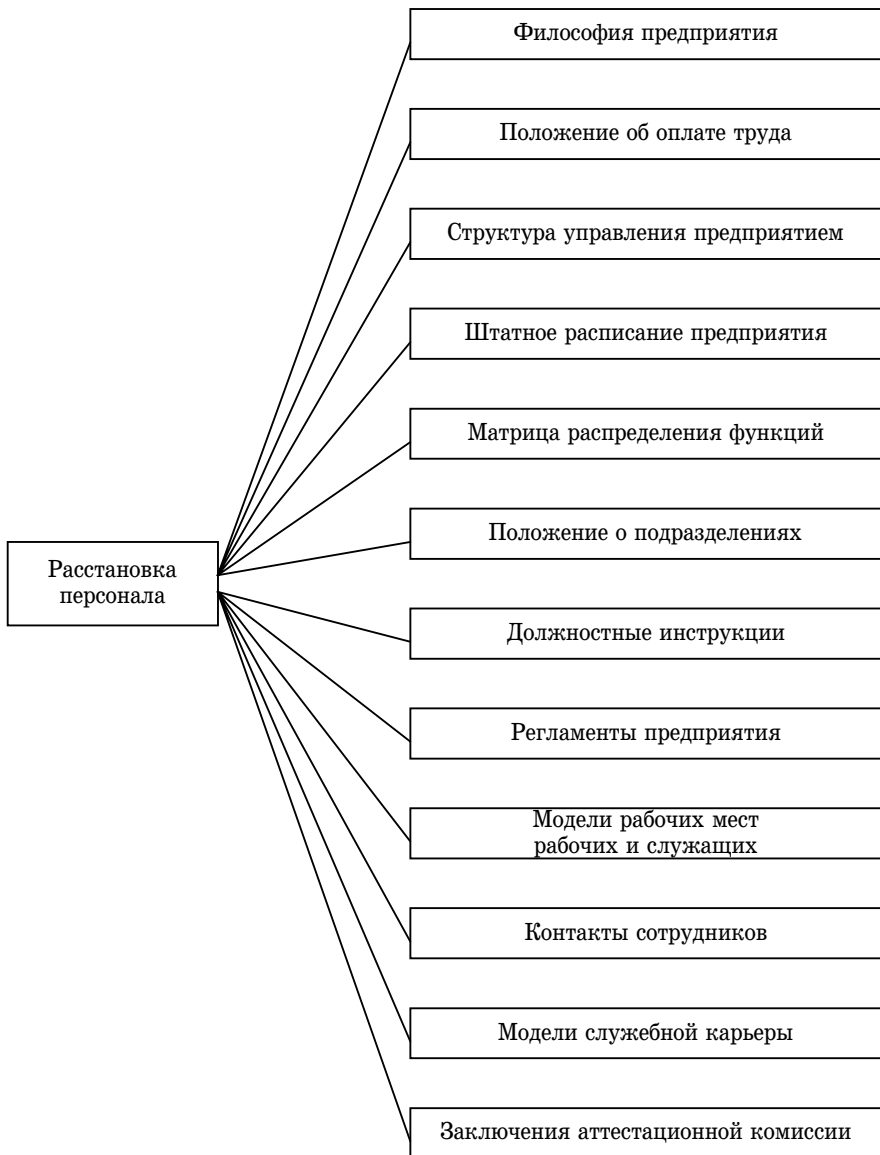 Философия предприятия
Положение об оплате труда
Структура управления предприятием
Штатное расписание предприятия
Матрица распределения функций
Положение о подразделениях
Расстановка
персонала
Должностные инструкции
Регламенты предприятия
Модели рабочих мест
рабочих и служащих
Контакты сотрудников
Модели служебной карьеры
Заключения аттестационной комиссии